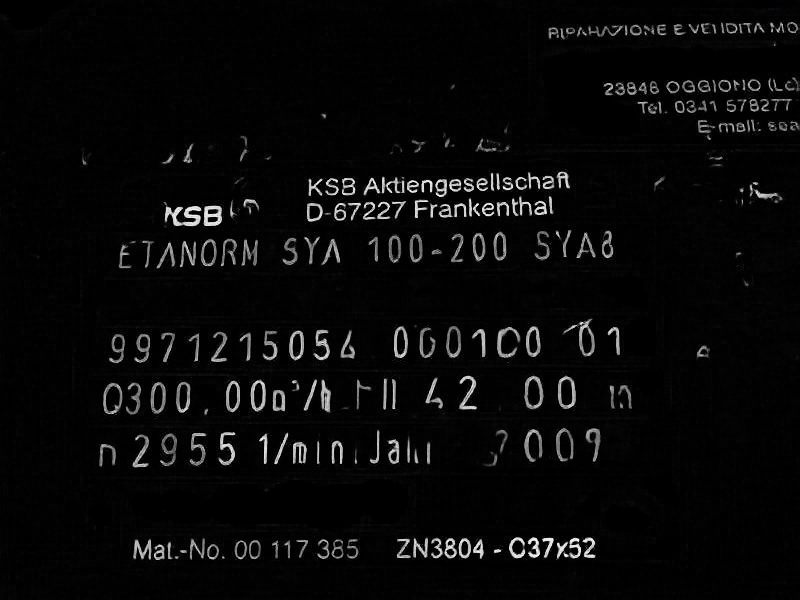 RIPARAZIONE E VENDITA MO
23848 OGGIONO (Lc)
Tel. 0341 578277
E-mail: sea
KSB
KSB Aktiengesellschaft
D-67227 Frankenthal
ETANORM SYA 100-200 SYA8
9971215054 000100 01
Q300.00m³/h H 42.00 m
n 2955 1/min Jahr 2009
Mat.-No. 00 117 385 ZN3804 - O37x52